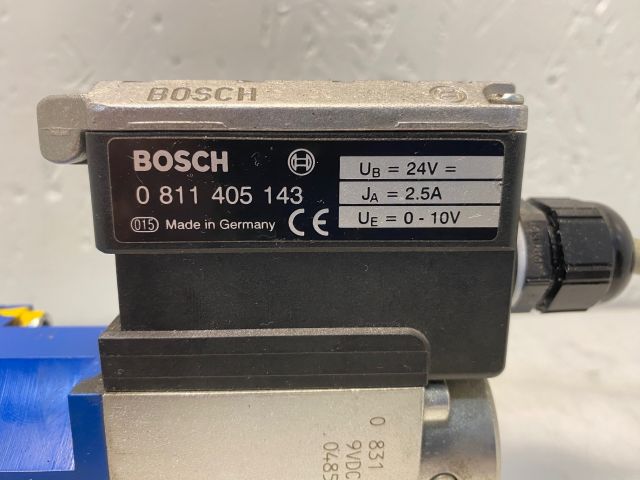 BOSCH
BOSCH
0 811 405 143
015 Made in Germany CE
UB = 24V =
JA = 2.5A
UE = 0 - 10V
0 831
9VDC
.0485